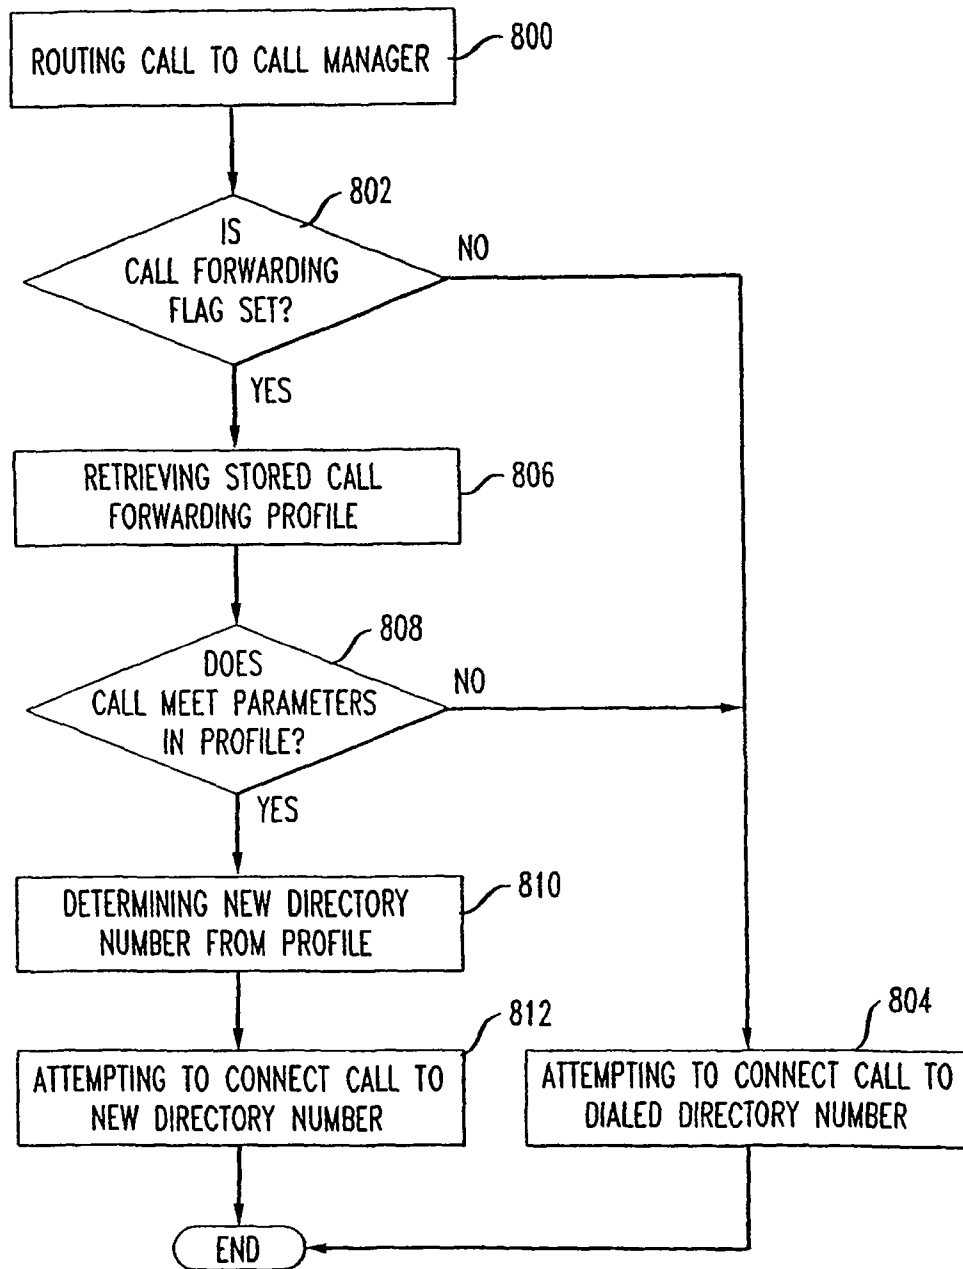 ROUTING CALL TO CALL MANAGER
800
802
IS
CALL FORWARDING
FLAG SET?
NO
YES
RETRIEVING STORED CALL
FORWARDING PROFILE
806
808
DOES
CALL MEET PARAMETERS
IN PROFILE?
NO
YES
DETERMINING NEW DIRECTORY
NUMBER FROM PROFILE
810
812
ATTEMPTING TO CONNECT CALL TO
NEW DIRECTORY NUMBER
804
ATTEMPTING TO CONNECT CALL TO
DIALED DIRECTORY NUMBER
END